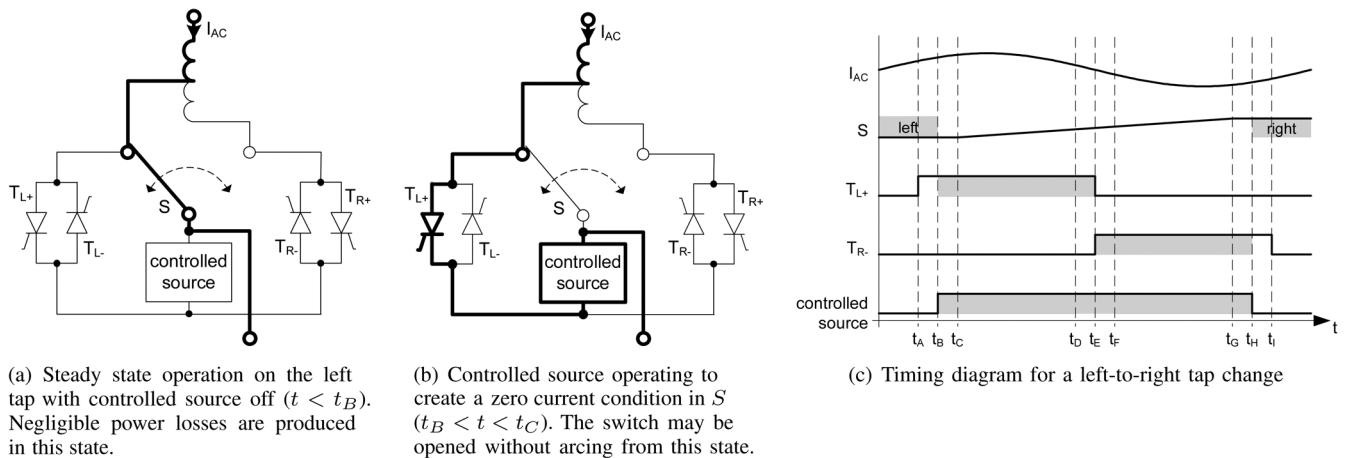 I_AC
T_L+
T_L-
S
T_R-
T_R+
controlled
source
(a) Steady state operation on the left
tap with controlled source off (t < t_B).
Negligible power losses are produced
in this state.
I_AC
T_L+
T_L-
S
T_R-
T_R+
controlled
source
(b) Controlled source operating to
create a zero current condition in S
(t_B < t < t_C). The switch may be
opened without arcing from this state.
I_AC
S
left
right
T_L+
T_R-
controlled
source
t_A t_B t_C t_D t_E t_F t_G t_H t_I
t
(c) Timing diagram for a left-to-right tap change